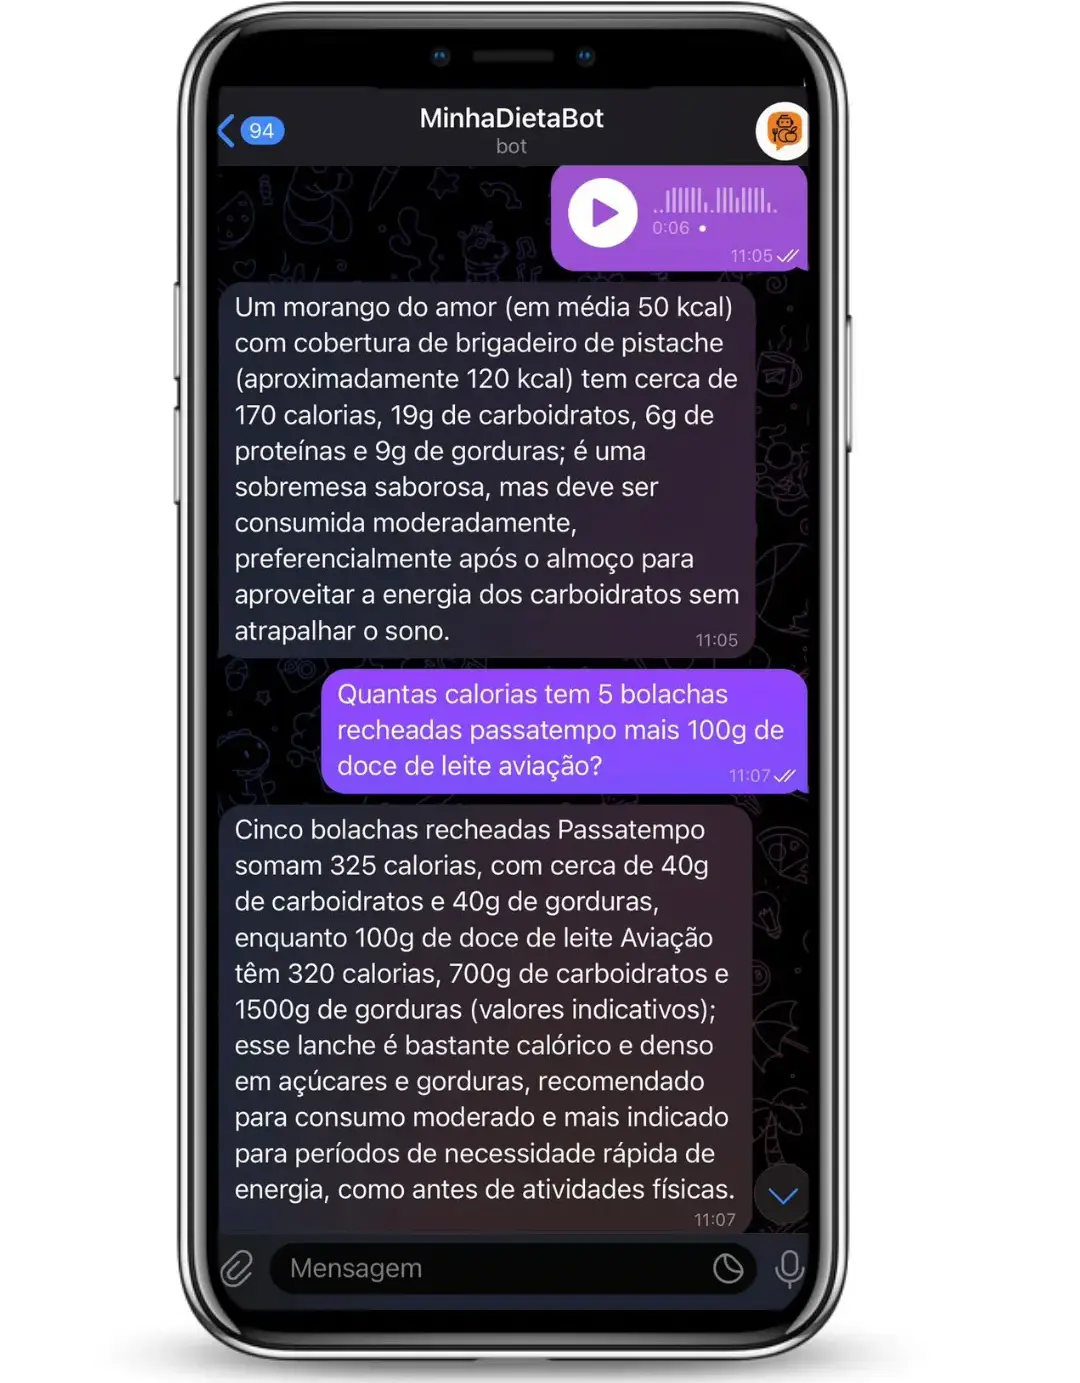 94
MinhaDietaBot
bot
0:06
11:05
Um morango do amor (em média 50 kcal)
com cobertura de brigadeiro de pistache
(aproximadamente 120 kcal) tem cerca de
170 calorias, 19g de carboidratos, 6g de
proteínas e 9g de gorduras; é uma
sobremesa saborosa, mas deve ser
consumida moderadamente,
preferencialmente após o almoço para
aproveitar a energia dos carboidratos sem
atrapalhar o sono.
11:05
Quantas calorias tem 5 bolachas
recheadas passatempo mais 100g de
doce de leite aviação?
11:07
Cinco bolachas recheadas Passatempo
somam 325 calorias, com cerca de 40g
de carboidratos e 40g de gorduras,
enquanto 100g de doce de leite Aviação
têm 320 calorias, 700g de carboidratos e
1500g de gorduras (valores indicativos);
esse lanche é bastante calórico e denso
em açúcares e gorduras, recomendado
para consumo moderado e mais indicado
para períodos de necessidade rápida de
energia, como antes de atividades físicas.
11:07
Mensagem